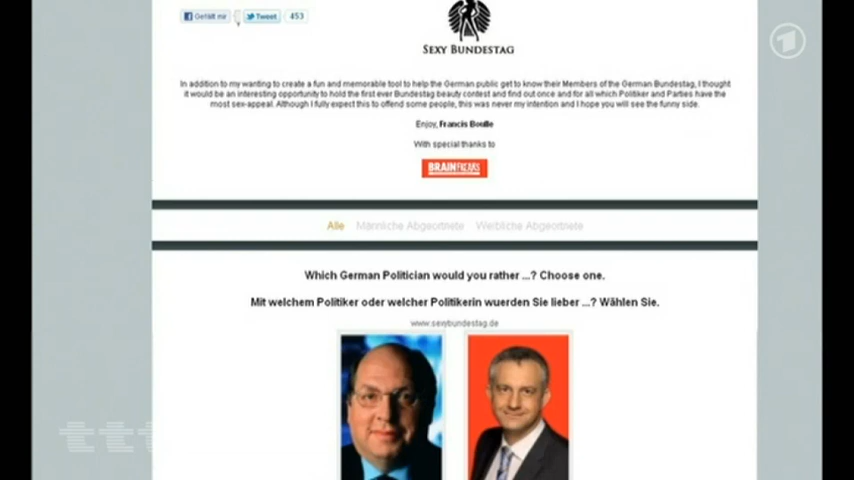 Gefällt mir
Tweet
453
SEXY BUNDESTAG
In addition to my wanting to create a fun and memorable tool to help the German public get to know their Members of the German Bundestag, I thought
it would be an interesting opportunity to hold the first ever Bundestag beauty contest and find out once and for all which Politiker and Parties have the
most sex-appeal. Although I fully expect this to offend some people, this was never my intention and I hope you will see the funny side.
Enjoy, Francis Boulle
With special thanks to
BRAINFREAKS
Alle Männliche Abgeortnete Weibliche Abgeortnete
Which German Politician would you rather ...? Choose one.
Mit welchem Politiker oder welcher Politikerin wuerden Sie lieber ...? Wählen Sie.
www.sexybundestag.de
ttt
1